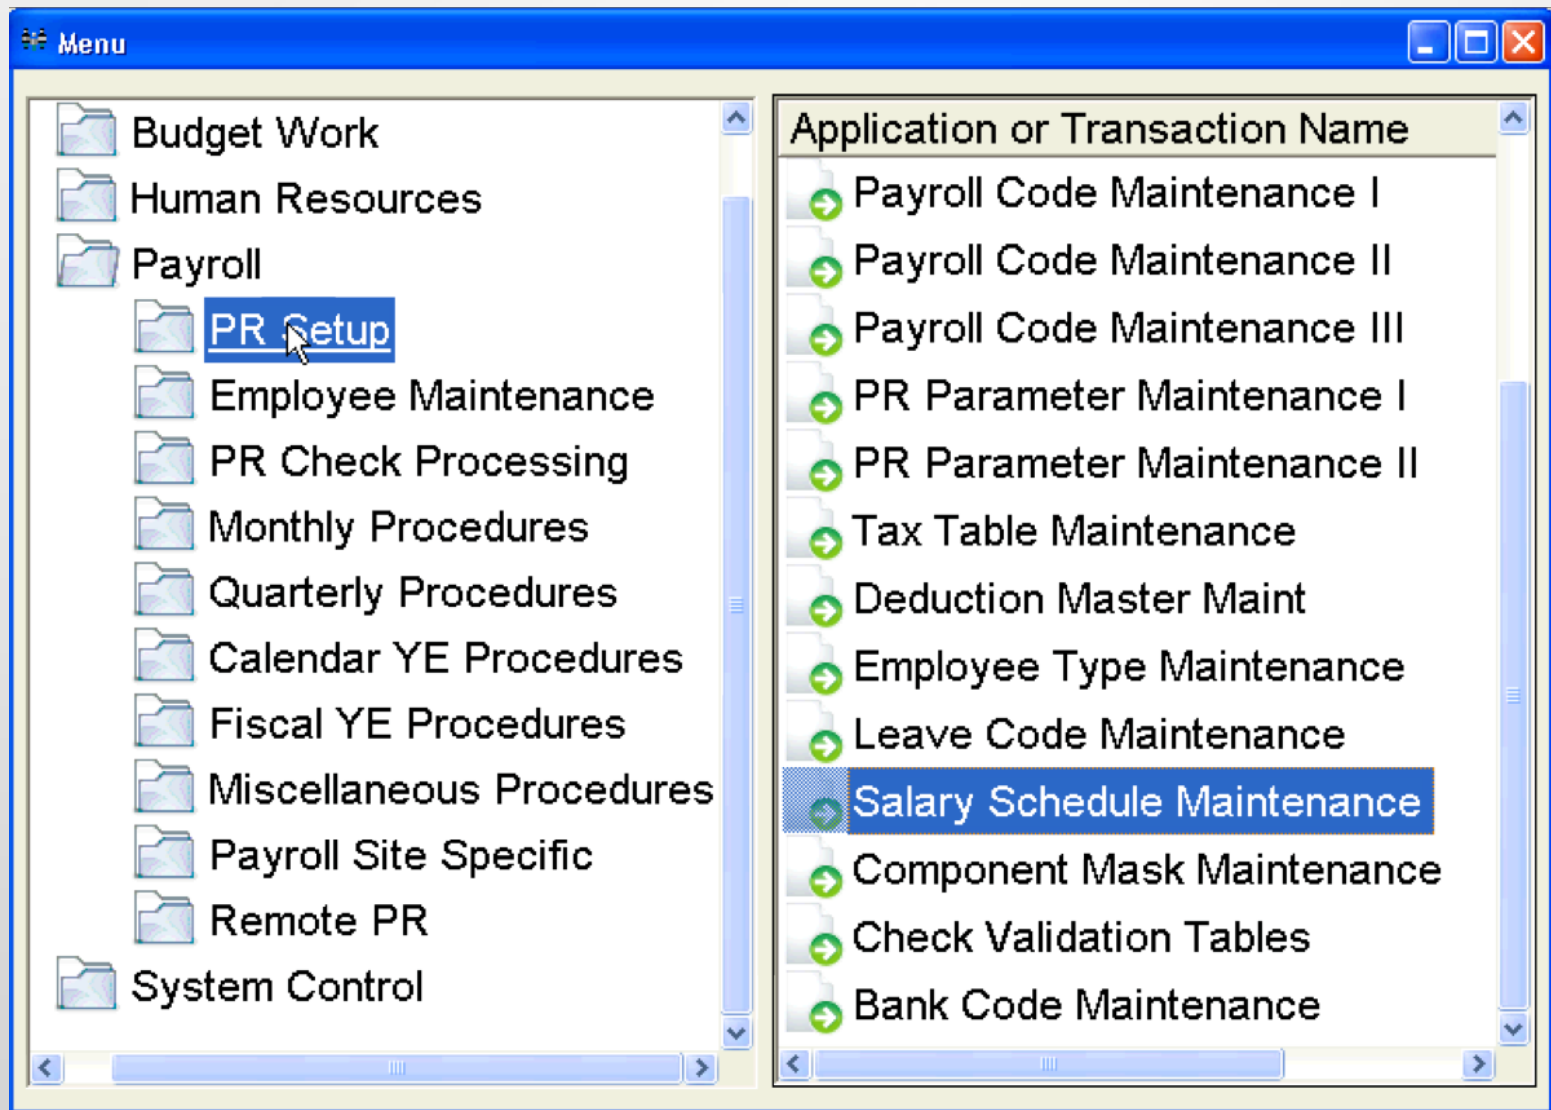 Menu
Budget Work
Human Resources
Payroll
PR Setup
Employee Maintenance
PR Check Processing
Monthly Procedures
Quarterly Procedures
Calendar YE Procedures
Fiscal YE Procedures
Miscellaneous Procedures
Payroll Site Specific
Remote PR
System Control
Application or Transaction Name
Payroll Code Maintenance I
Payroll Code Maintenance II
Payroll Code Maintenance III
PR Parameter Maintenance I
PR Parameter Maintenance II
Tax Table Maintenance
Deduction Master Maint
Employee Type Maintenance
Leave Code Maintenance
Salary Schedule Maintenance
Component Mask Maintenance
Check Validation Tables
Bank Code Maintenance